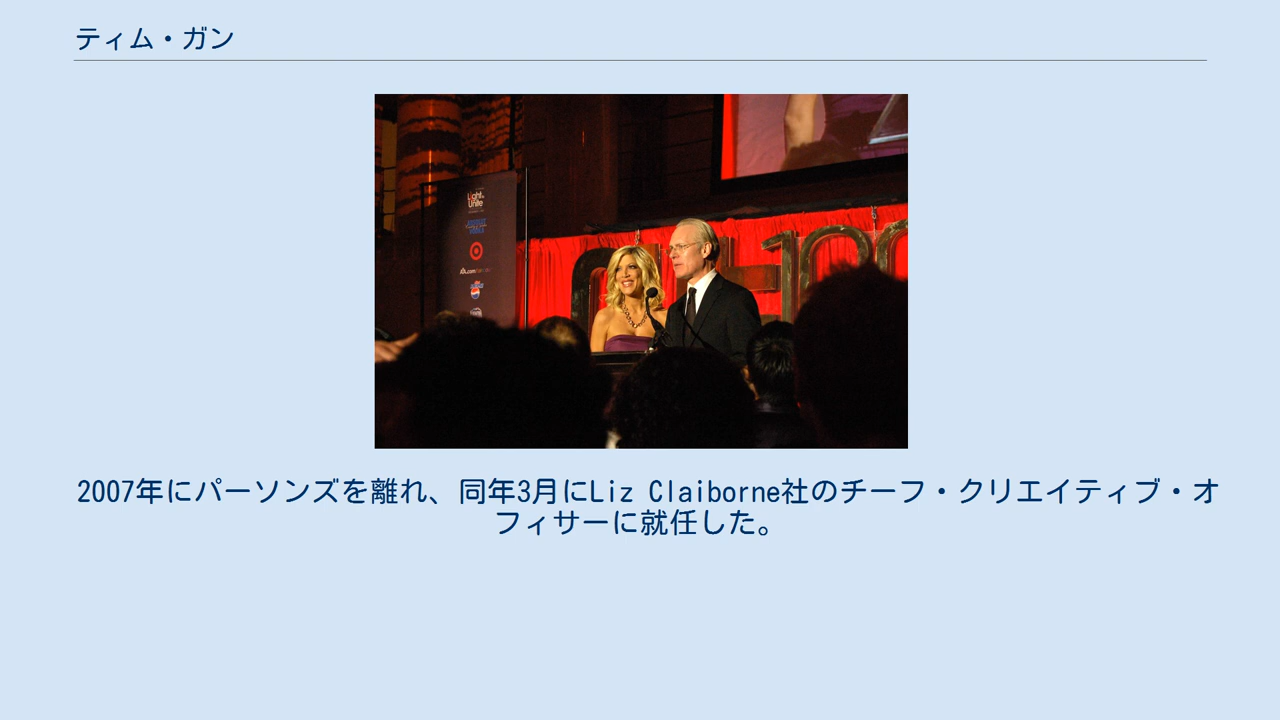 ティム・ガン
Light to
Unite
2007年にパーソンズを離れ、同年3月にLiz Claiborne社のチーフ・クリエイティブ・オ
フィサーに就任した。